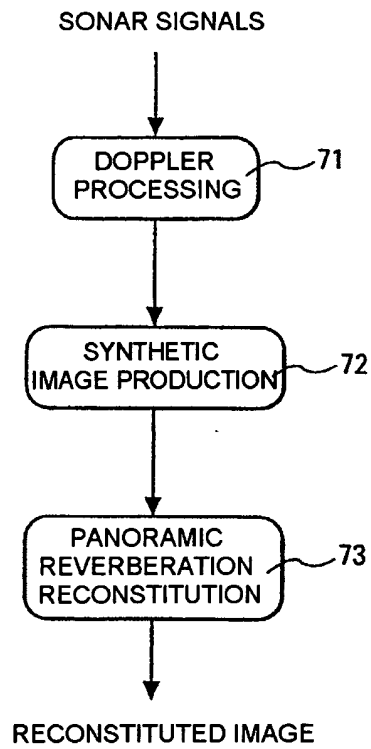 SONAR SIGNALS
DOPPLER
PROCESSING
71
SYNTHETIC
IMAGE PRODUCTION
72
PANORAMIC
REVERBERATION
RECONSTITUTION
73
RECONSTITUTED IMAGE